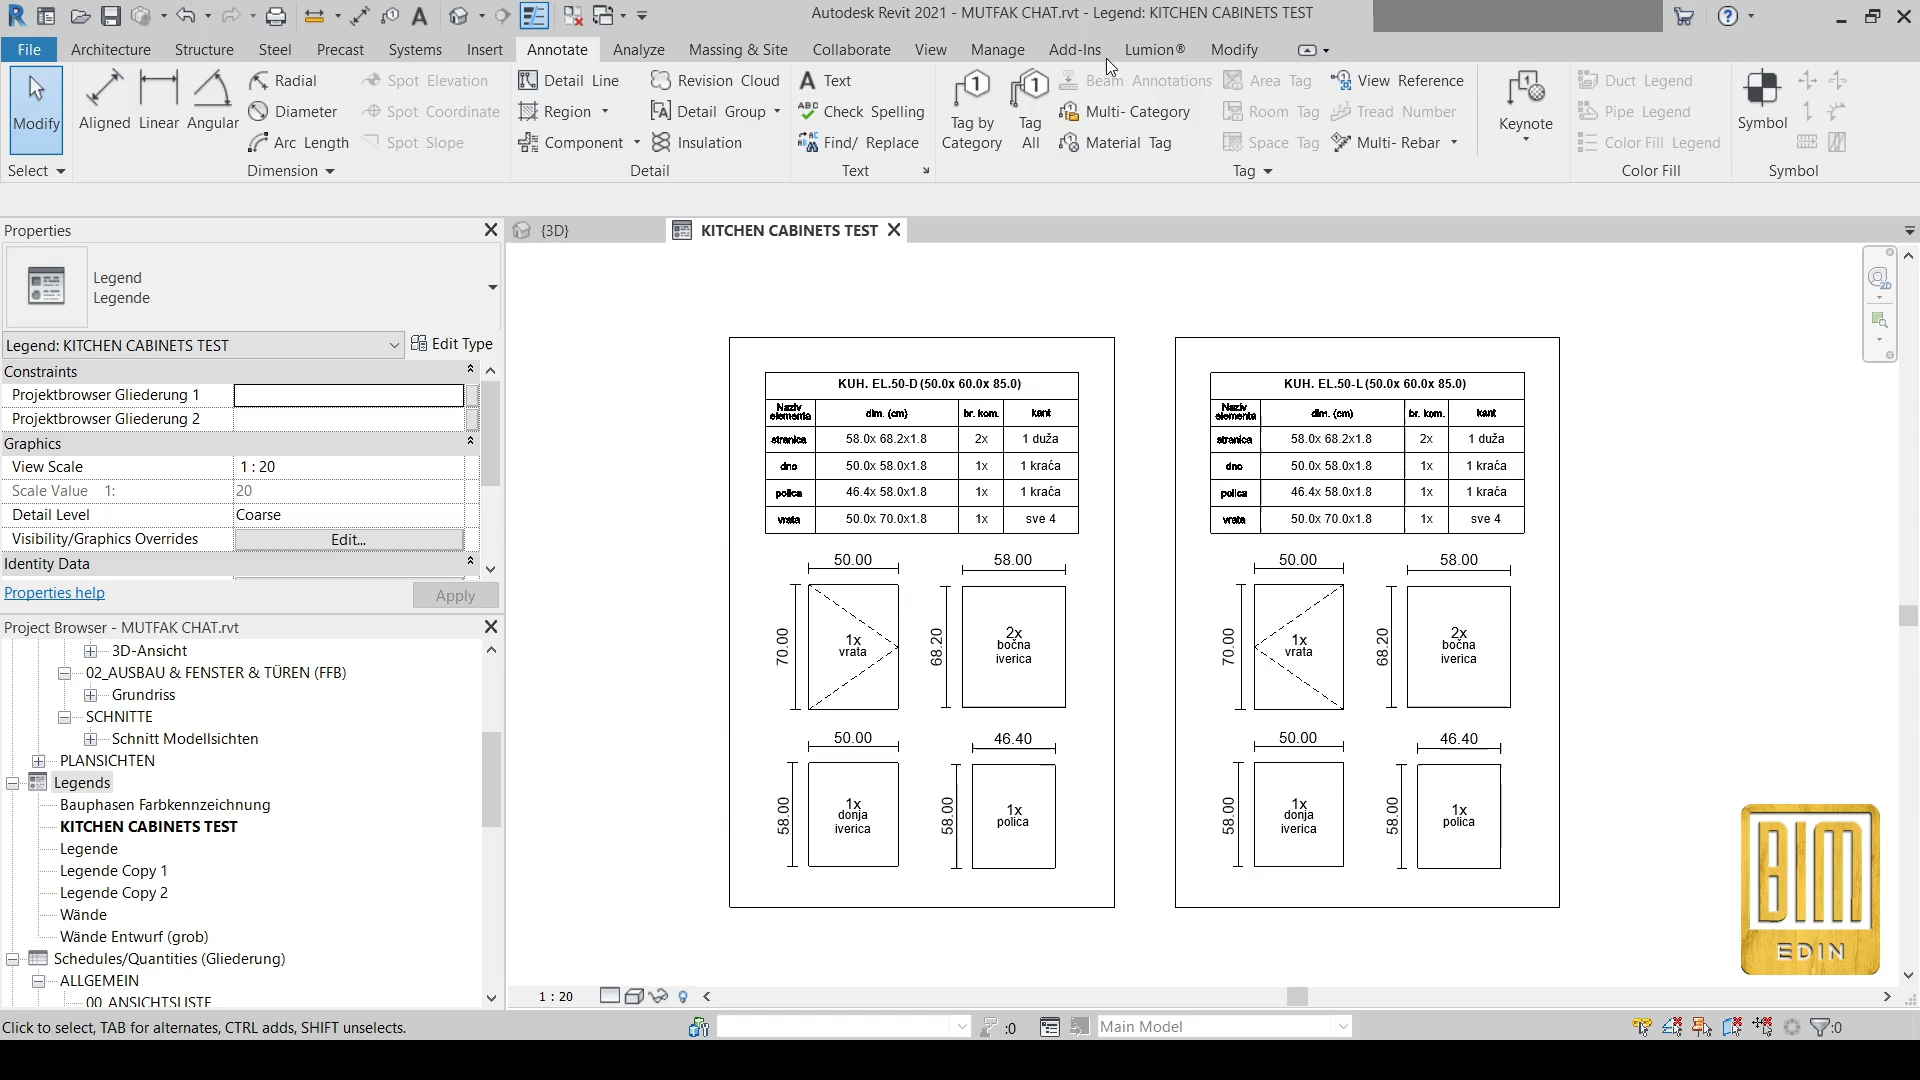 Autodesk Revit 2021 - MUTFAK CHAT.rvt - Legend: KITCHEN CABINETS TEST
File Architecture Structure Steel Precast Systems Insert Annotate Analyze Massing & Site Collaborate View Manage Add-Ins Lumion® Modify
Modify
Select
Aligned Linear Angular
Radial
Diameter
Arc Length
Spot Elevation
Spot Coordinate
Spot Slope
Dimension
Detail Line
Region
Component
Revision Cloud
Detail Group
Insulation
Detail
Text
Check Spelling
Find/ Replace
Text
Tag by
Category
Tag
All
Beam Annotations
Multi- Category
Material Tag
Area Tag
Room Tag
Space Tag
View Reference
Tread Number
Multi- Rebar
Tag
Keynote
Duct Legend
Pipe Legend
Color Fill Legend
Color Fill
Symbol
Symbol
Properties
Legend
Legende
Legend: KITCHEN CABINETS TEST
Edit Type
Constraints
Projektbrowser Gliederung 1
Projektbrowser Gliederung 2
Graphics
View Scale 1 : 20
Scale Value 1: 20
Detail Level Coarse
Visibility/Graphics Overrides Edit...
Identity Data
Properties help
Apply
Project Browser - MUTFAK CHAT.rvt
3D-Ansicht
02_AUSBAU & FENSTER & TÜREN (FFB)
Grundriss
SCHNITTE
Schnitt Modellsichten
PLANSICHTEN
Legends
Bauphasen Farbkennzeichnung
KITCHEN CABINETS TEST
Legende
Legende Copy 1
Legende Copy 2
Wände
Wände Entwurf (grob)
Schedules/Quantities (Gliederung)
ALLGEMEIN
00_ANSICHTSLISTE
{3D}
KITCHEN CABINETS TEST
2D
KUH. EL.50-D (50.0x 60.0x 85.0)
Naziv elementa dim. (cm) br. kom. kant
stranica 58.0x 68.2x1.8 2x 1 duža
dno 50.0x 58.0x1.8 1x 1 kraća
polica 46.4x 58.0x1.8 1x 1 kraća
vrata 50.0x 70.0x1.8 1x sve 4
50.00
70.00
1x
vrata
58.00
68.20
2x
bočna
iverica
50.00
58.00
1x
donja
iverica
46.40
58.00
1x
polica
KUH. EL.50-L (50.0x 60.0x 85.0)
Naziv elementa dim. (cm) br. kom. kant
stranica 58.0x 68.2x1.8 2x 1 duža
dno 50.0x 58.0x1.8 1x 1 kraća
polica 46.4x 58.0x1.8 1x 1 kraća
vrata 50.0x 70.0x1.8 1x sve 4
50.00
70.00
1x
vrata
58.00
68.20
2x
bočna
iverica
50.00
58.00
1x
donja
iverica
46.40
58.00
1x
polica
BIM
EDIN
1 : 20
Click to select, TAB for alternates, CTRL adds, SHIFT unselects.
:0
Main Model
:0